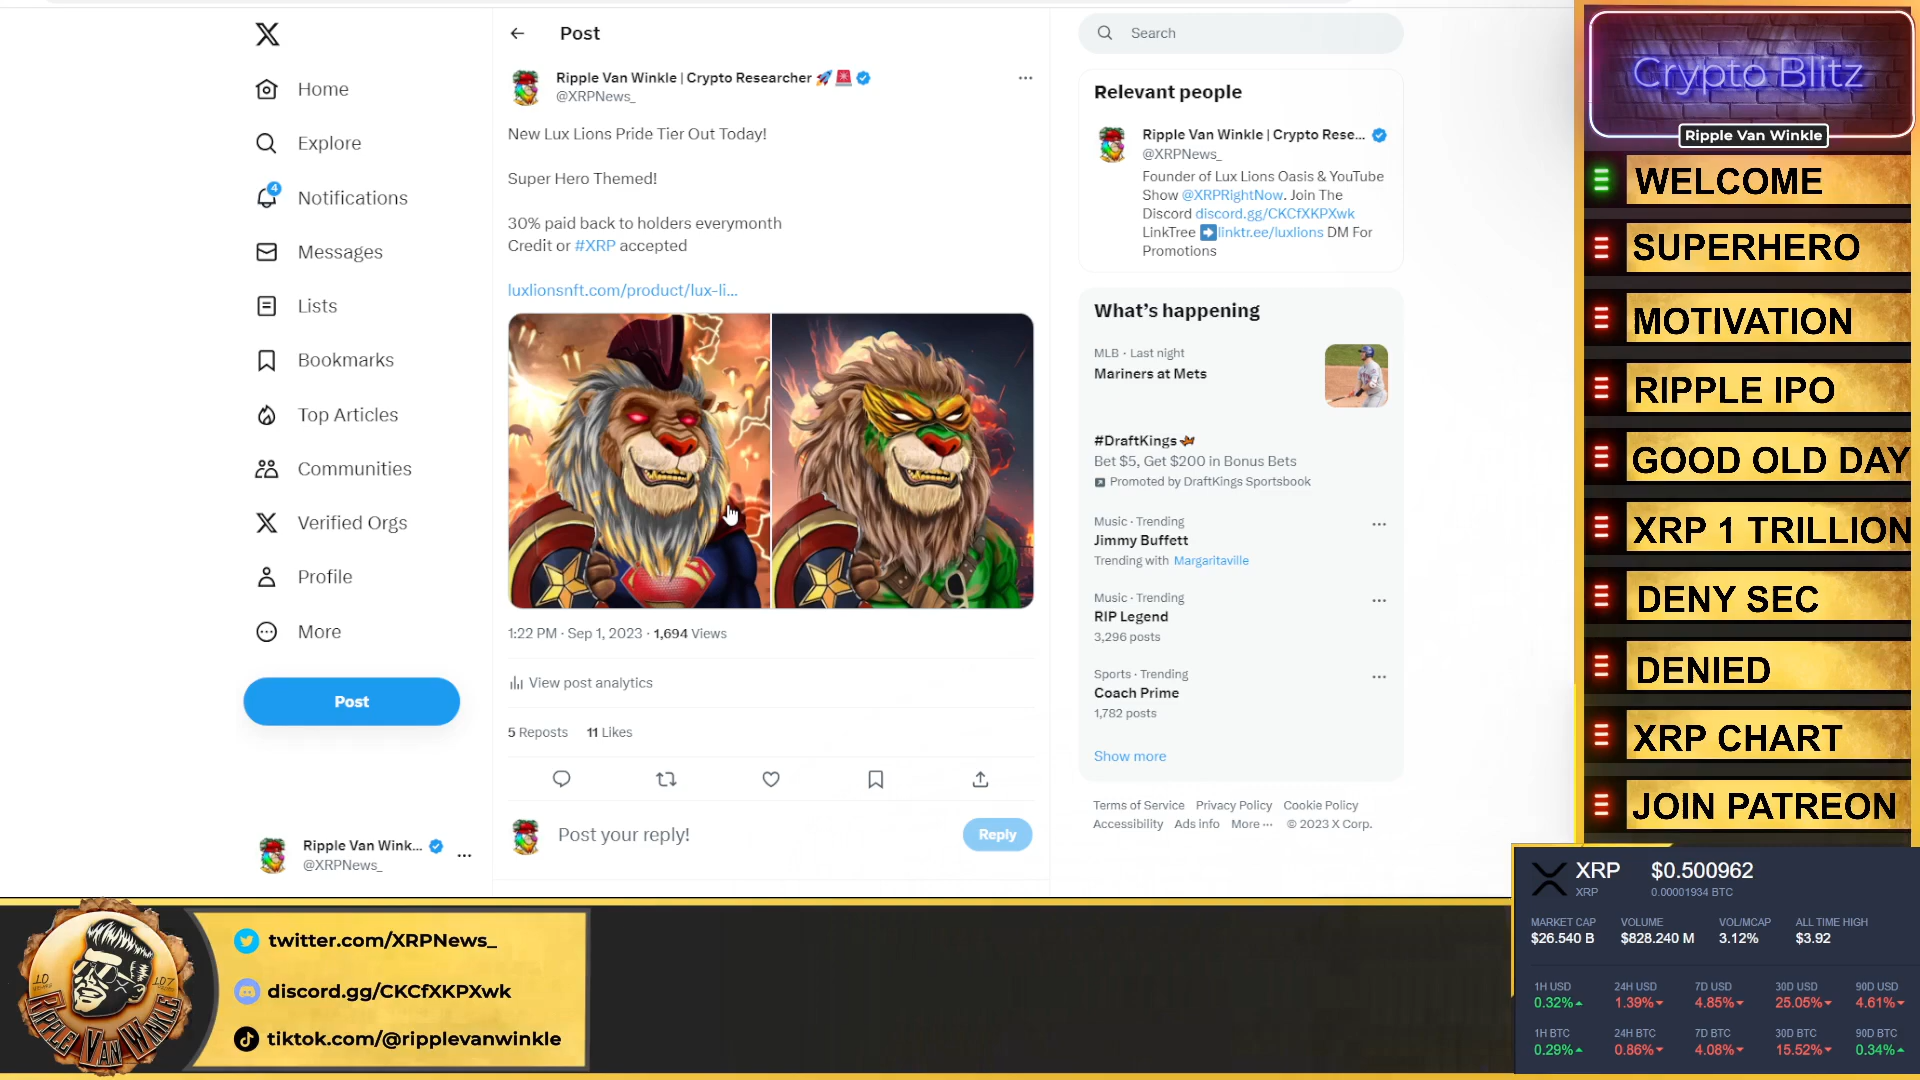 Home
Explore
4
Notifications
Messages
Lists
Bookmarks
Top Articles
Communities
Verified Orgs
Profile
More
Post
Ripple Van Wink...
@XRPNews_
Post
Ripple Van Winkle | Crypto Researcher
@XRPNews_
New Lux Lions Pride Tier Out Today!
Super Hero Themed!
30% paid back to holders everymonth
Credit or #XRP accepted
luxlionsnft.com/product/lux-li...
1:22 PM · Sep 1, 2023 · 1,694 Views
View post analytics
5 Reposts 11 Likes
Post your reply!
Reply
Search
Relevant people
Ripple Van Winkle | Crypto Rese...
@XRPNews_
Founder of Lux Lions Oasis & YouTube
Show @XRPRightNow. Join The
Discord discord.gg/CKCfXKPXwk
LinkTree ➡linktr.ee/luxlions DM For
Promotions
What's happening
MLB · Last night
Mariners at Mets
#DraftKings
Bet $5, Get $200 in Bonus Bets
Promoted by DraftKings Sportsbook
Music · Trending
Jimmy Buffett
Trending with Margaritaville
Music · Trending
RIP Legend
3,296 posts
Sports · Trending
Coach Prime
1,782 posts
Show more
Terms of Service Privacy Policy Cookie Policy
Accessibility Ads info More ··· © 2023 X Corp.
Crypto Blitz
Ripple Van Winkle
WELCOME
SUPERHERO
MOTIVATION
RIPPLE IPO
GOOD OLD DAY
XRP 1 TRILLION
DENY SEC
DENIED
XRP CHART
JOIN PATREON
XRP $0.500962
XRP 0.00001934 BTC
MARKET CAP VOLUME VOL/MCAP ALL TIME HIGH
$26.540 B $828.240 M 3.12% $3.92
1H USD 24H USD 7D USD 30D USD 90D USD
0.32% 1.39% 4.85% 25.05% 4.61%
1H BTC 24H BTC 7D BTC 30D BTC 90D BTC
0.29% 0.86% 4.08% 15.52% 0.34%
RIPPLE VAN WINKLE
twitter.com/XRPNews_
discord.gg/CKCfXKPXwk
tiktok.com/@ripplevanwinkle